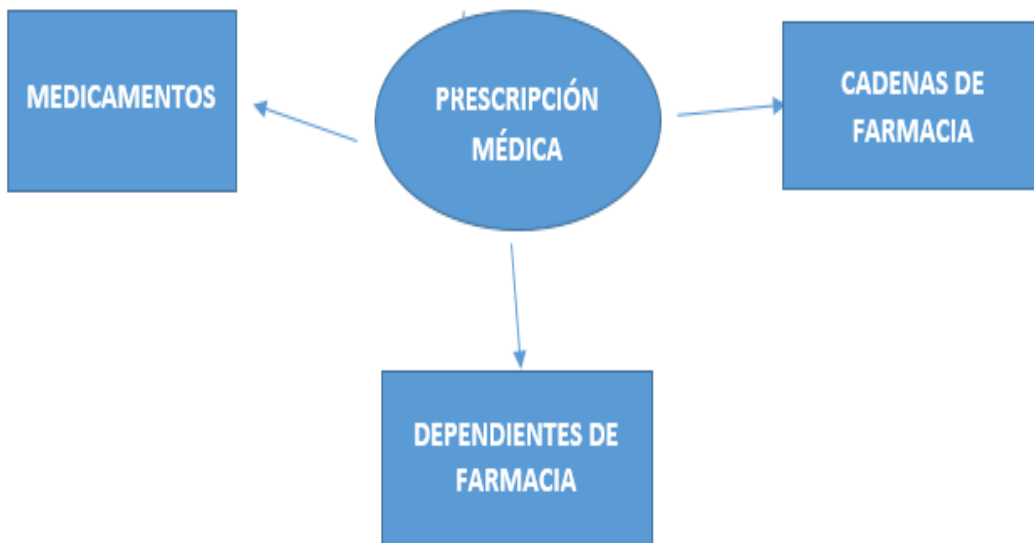 MEDICAMENTOS
PRESCRIPCIÓN
MÉDICA
CADENAS DE
FARMACIA
DEPENDIENTES DE
FARMACIA